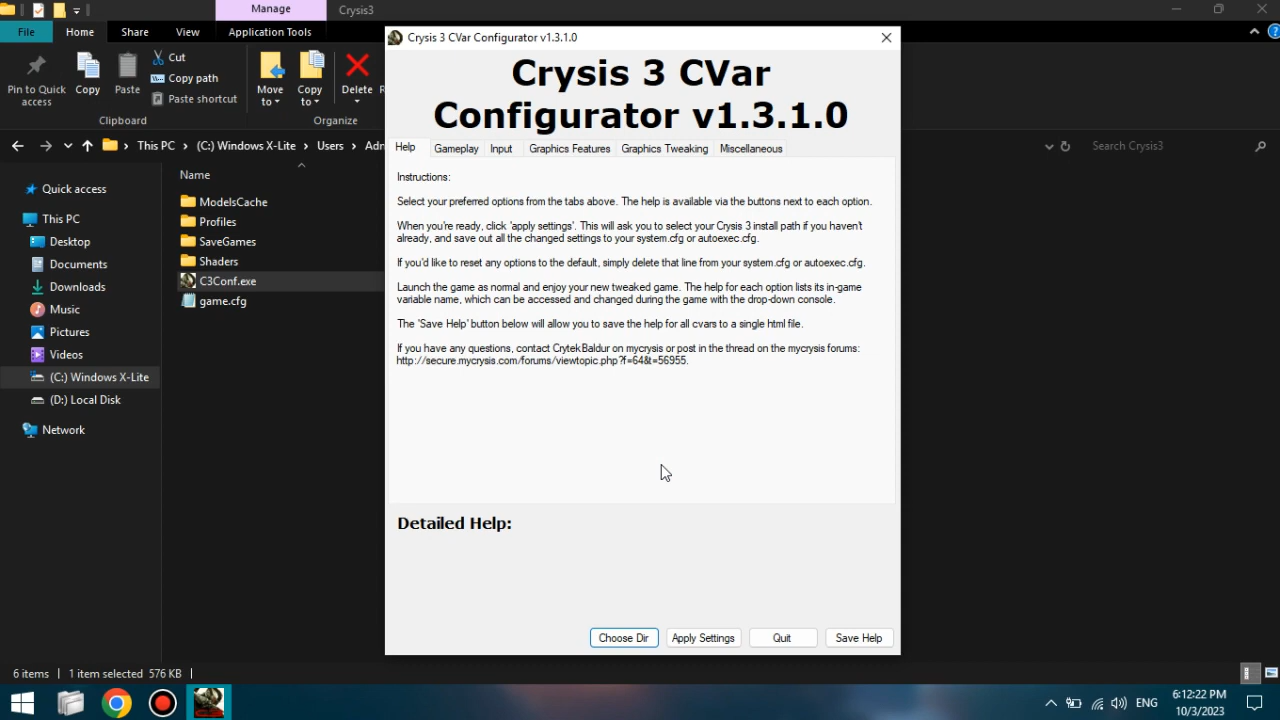 Manage
Crysis3
File
Home
Share
View
Application Tools
Pin to Quick access
Copy
Paste
Cut
Copy path
Paste shortcut
Clipboard
Move to
Copy to
Delete
Organize
This PC
(C:) Windows X-Lite
Users
Search Crysis3
Quick access
This PC
Desktop
Documents
Downloads
Music
Pictures
Videos
(C:) Windows X-Lite
(D:) Local Disk
Network
Name
ModelsCache
Profiles
SaveGames
Shaders
C3Conf.exe
game.cfg
Crysis 3 CVar Configurator v1.3.1.0
Crysis 3 CVar
Configurator v1.3.1.0
Help
Gameplay
Input
Graphics Features
Graphics Tweaking
Miscellaneous
Instructions:
Select your preferred options from the tabs above. The help is available via the buttons next to each option.
When you're ready, click 'apply settings'. This will ask you to select your Crysis 3 install path if you haven't
already, and save out all the changed settings to your system.cfg or autoexec.cfg.
If you'd like to reset any options to the default, simply delete that line from your system.cfg or autoexec.cfg.
Launch the game as normal and enjoy your new tweaked game. The help for each option lists its in-game
variable name, which can be accessed and changed during the game with the drop-down console.
The 'Save Help' button below will allow you to save the help for all cvars to a single html file.
If you have any questions, contact CrytekBaldur on mycrysis or post in the thread on the mycrysis forums:
http://secure.mycrysis.com/forums/viewtopic.php?f=64&t=56955.
Detailed Help:
Choose Dir
Apply Settings
Quit
Save Help
6 items
1 item selected 576 KB
ENG
6:12:22 PM
10/3/2023